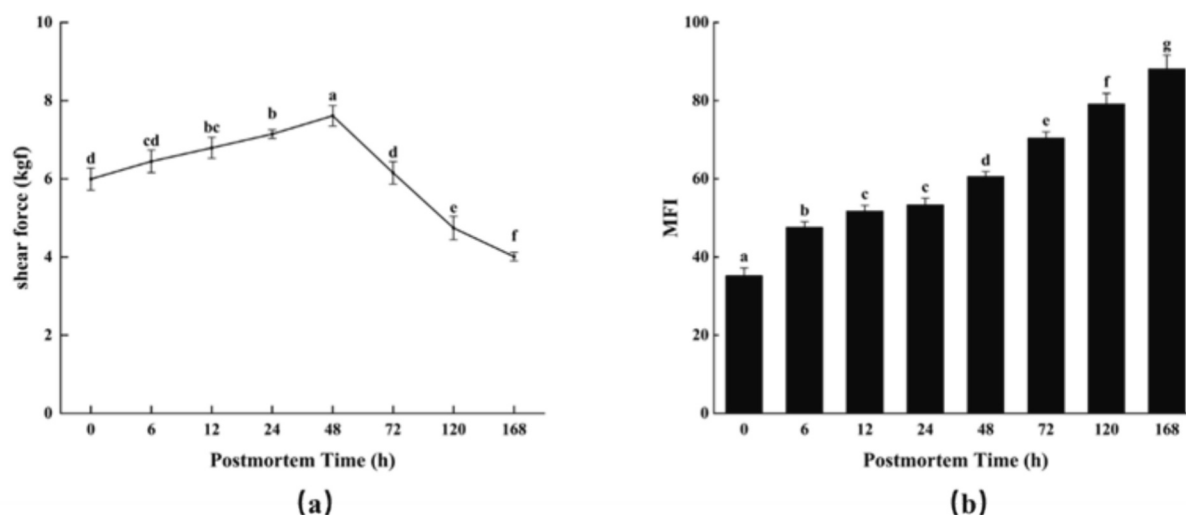 10
8
6
4
2
0
shear force (kgf)
d
cd
bc
b
a
d
e
f
0 6 12 24 48 72 120 168
Postmortem Time (h)
(a)
100
80
60
40
20
0
MFI
a
b
c
c
d
e
f
g
0 6 12 24 48 72 120 168
Postmortem Time (h)
(b)